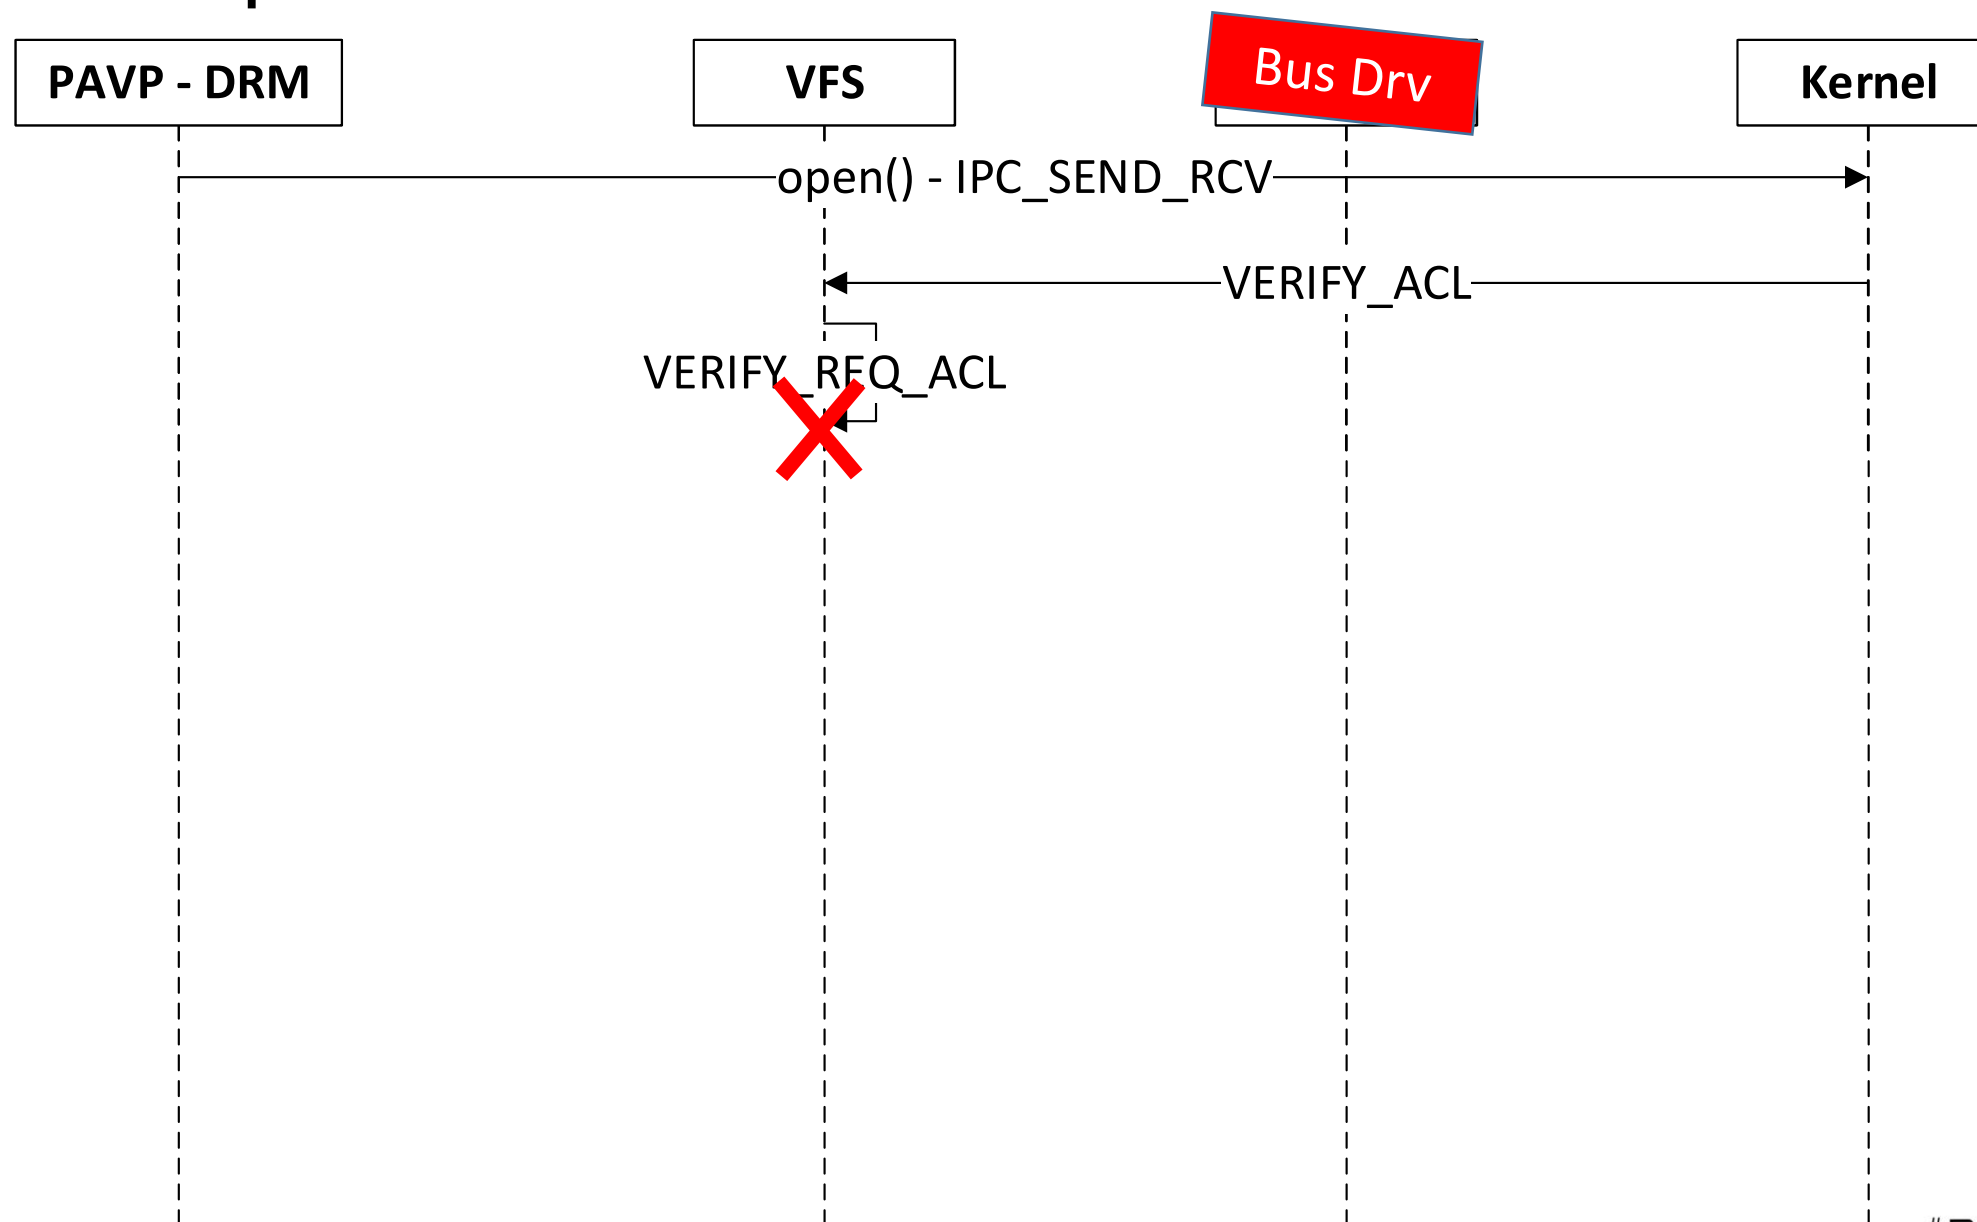 PAVP - DRM
VFS
Bus Drv
Kernel
open() - IPC_SEND_RCV
VERIFY_ACL
VERIFY_REQ_ACL